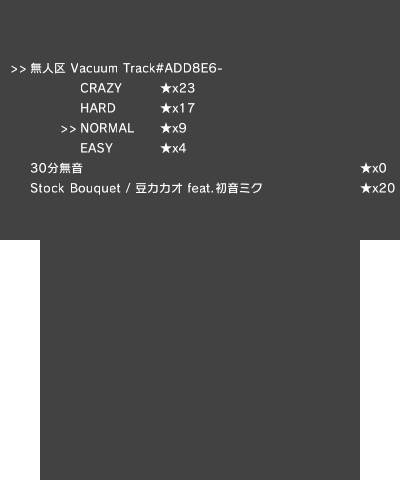 >> 無人区 Vacuum Track#ADD8E6-
CRAZY ★x23
HARD ★x17
>> NORMAL ★x9
EASY ★x4
30分無音 ★x0
Stock Bouquet / 豆カカオ feat.初音ミク ★x20